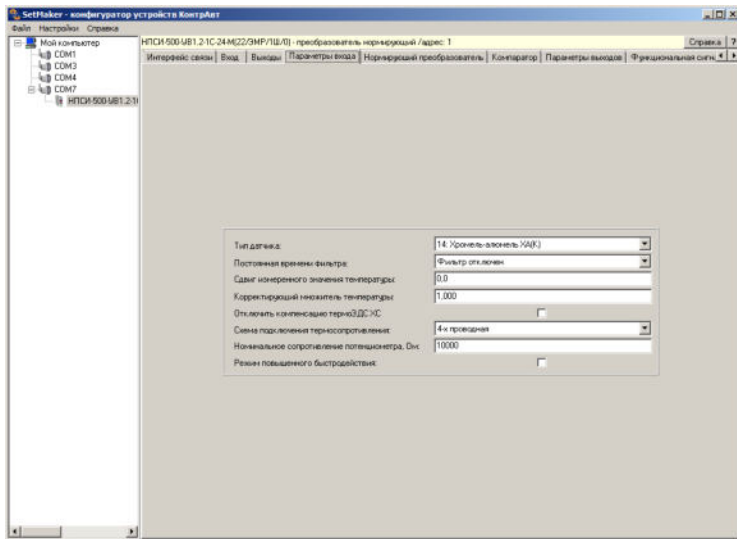 SetMaker - конфигуратор устройств КонтрАвт
Файл Настройки Справка
Мой компьютер
COM1
COM3
COM4
COM7
НПСИ-500-УВ1.2-1С
НПСИ-500-УВ1.2-1С-24-М(22/ЭМР/1Ш/0) - преобразователь нормирующий /адрес: 1
Справка ?
Интерфейс связи Вход Выходы Параметры входа Нормирующий преобразователь Компаратор Параметры выходов Функциональная сигн.
Тип датчика: 14: Хромель-алюмель ХА(К)
Постоянная времени фильтра: Фильтр отключен
Сдвиг измеренного значения температуры: 0,0
Корректирующий множитель температуры: 1,000
Отключить компенсацию термоЭДС ХС
Схема подключения термосопротивления: 4-х проводная
Номинальное сопротивление потенциометра, Ом: 10000
Режим повышенного быстродействия: